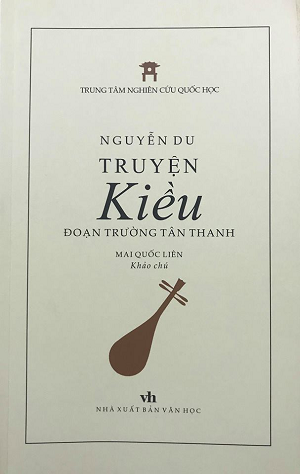 TRUNG TÂM NGHIÊN CỨU QUỐC HỌC
NGUYỄN DU
TRUYỆN
Kiều
ĐOẠN TRƯỜNG TÂN THANH
MAI QUỐC LIÊN
Khảo chú
vh
NHÀ XUẤT BẢN VĂN HỌC